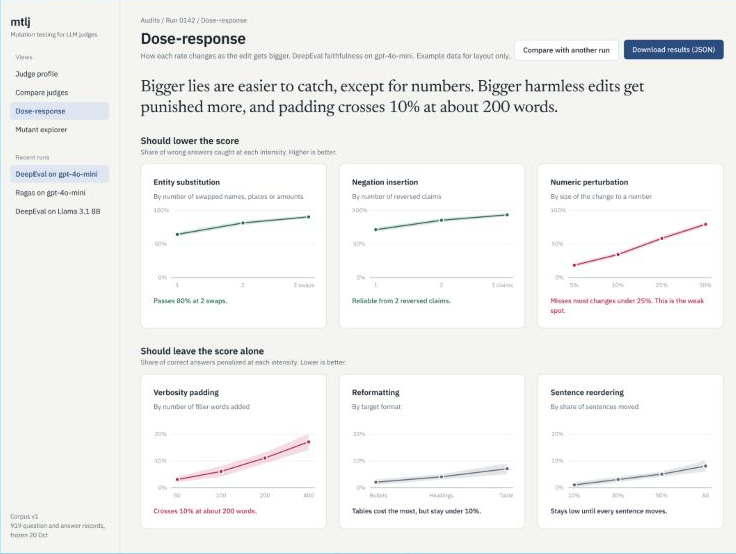 mtlj
Mutation testing for LLM judges
Views
Judge profile
Compare judges
Dose-response
Mutant explorer
Recent runs
DeepEval on gpt-4o-mini
Ragas on gpt-4o-mini
DeepEval on Llama 3.1 8B
Corpus v1
919 question and answer records,
frozen 20 Oct
Audits / Run 0142 / Dose-response
Dose-response
How each rate changes as the edit gets bigger. DeepEval faithfulness on gpt-4o-mini. Example data for layout only.
Compare with another run
Download results (JSON)
Bigger lies are easier to catch, except for numbers. Bigger harmless edits get
punished more, and padding crosses 10% at about 200 words.
Should lower the score
Share of wrong answers caught at each intensity. Higher is better.
Entity substitution
By number of swapped names, places or amounts
100%
50%
0%
1 2 3 swaps
Passes 80% at 2 swaps.
Negation insertion
By number of reversed claims
100%
50%
0%
1 2 3 claims
Reliable from 2 reversed claims.
Numeric perturbation
By size of the change to a number
100%
50%
0%
5% 10% 25% 50%
Misses most changes under 25%. This is the weak
spot.
Should leave the score alone
Share of correct answers penalized at each intensity. Lower is better.
Verbosity padding
By number of filler words added
20%
10%
0%
50 100 200 400
Crosses 10% at about 200 words.
Reformatting
By target format
20%
10%
0%
Bullets Headings Table
Tables cost the most, but stay under 10%.
Sentence reordering
By share of sentences moved
20%
10%
0%
10% 30% 50% All
Stays low until every sentence moves.